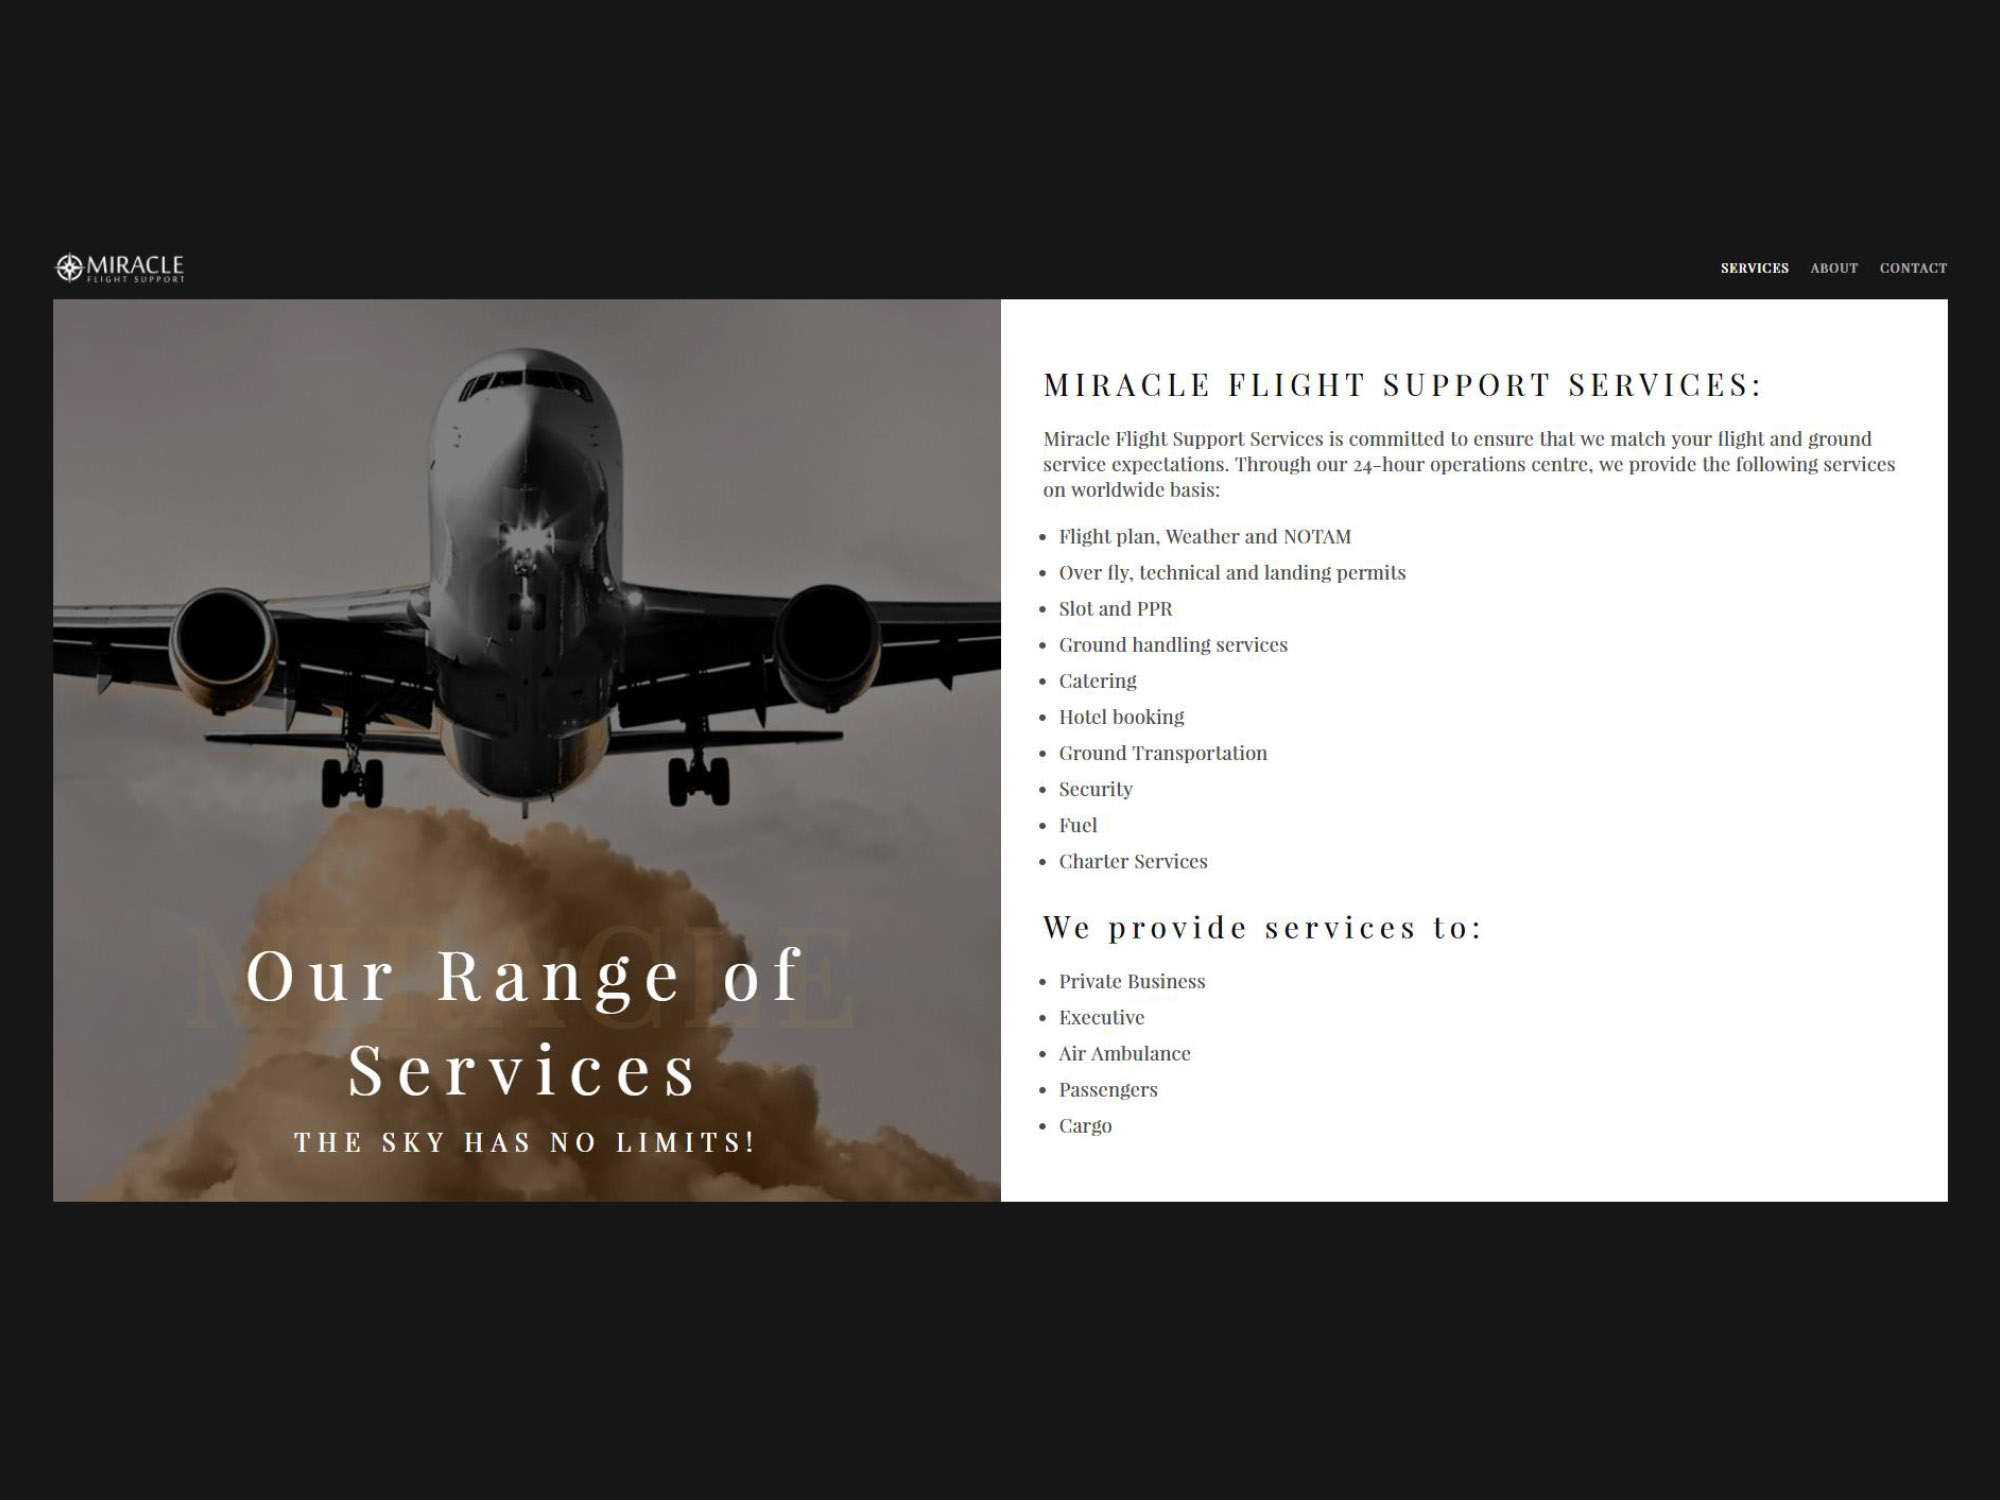 MIRACLE
FLIGHT SUPPORT
SERVICES ABOUT CONTACT
MIRACLE
Our Range of
Services
THE SKY HAS NO LIMITS!
MIRACLE FLIGHT SUPPORT SERVICES:
Miracle Flight Support Services is committed to ensure that we match your flight and ground
service expectations. Through our 24-hour operations centre, we provide the following services
on worldwide basis:
• Flight plan, Weather and NOTAM
• Over fly, technical and landing permits
• Slot and PPR
• Ground handling services
• Catering
• Hotel booking
• Ground Transportation
• Security
• Fuel
• Charter Services
We provide services to:
• Private Business
• Executive
• Air Ambulance
• Passengers
• Cargo